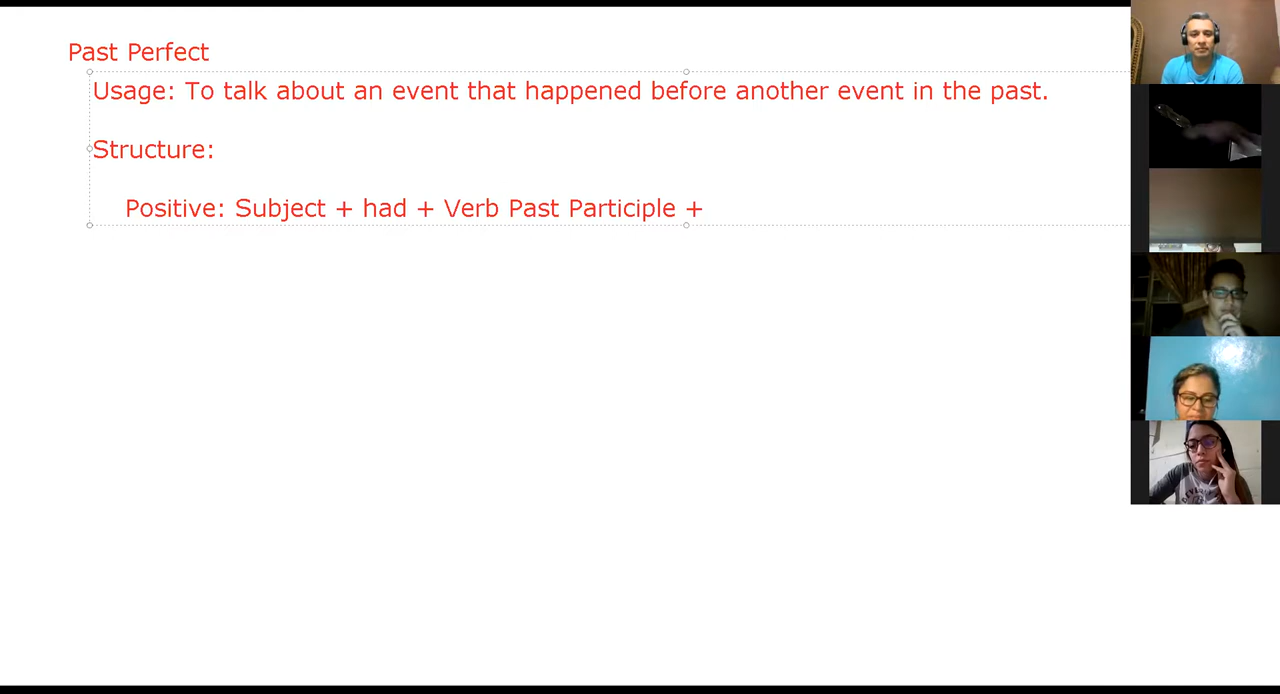 Past Perfect
Usage: To talk about an event that happened before another event in the past.
Structure:
Positive: Subject + had + Verb Past Participle +